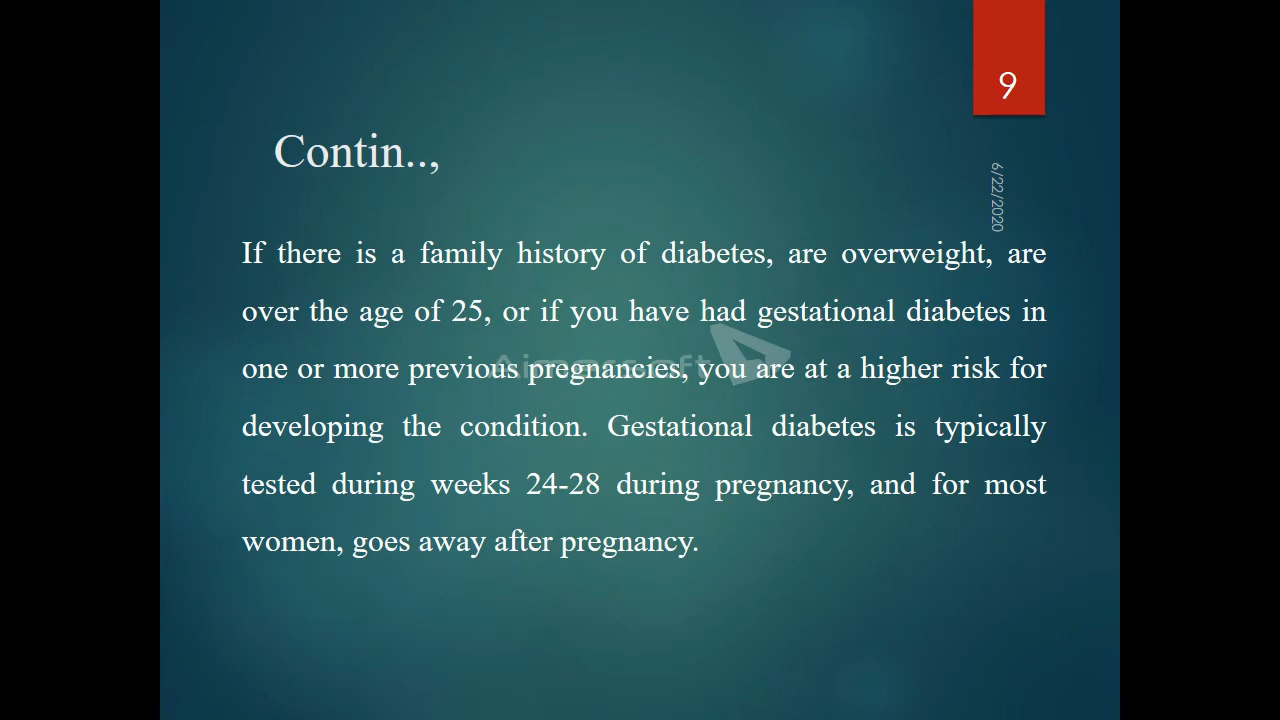 9
Contin..,
6/22/2020
If there is a family history of diabetes, are overweight, are
over the age of 25, or if you have had gestational diabetes in
one or more previous pregnancies, you are at a higher risk for
developing the condition. Gestational diabetes is typically
tested during weeks 24-28 during pregnancy, and for most
women, goes away after pregnancy.
Aimersoft